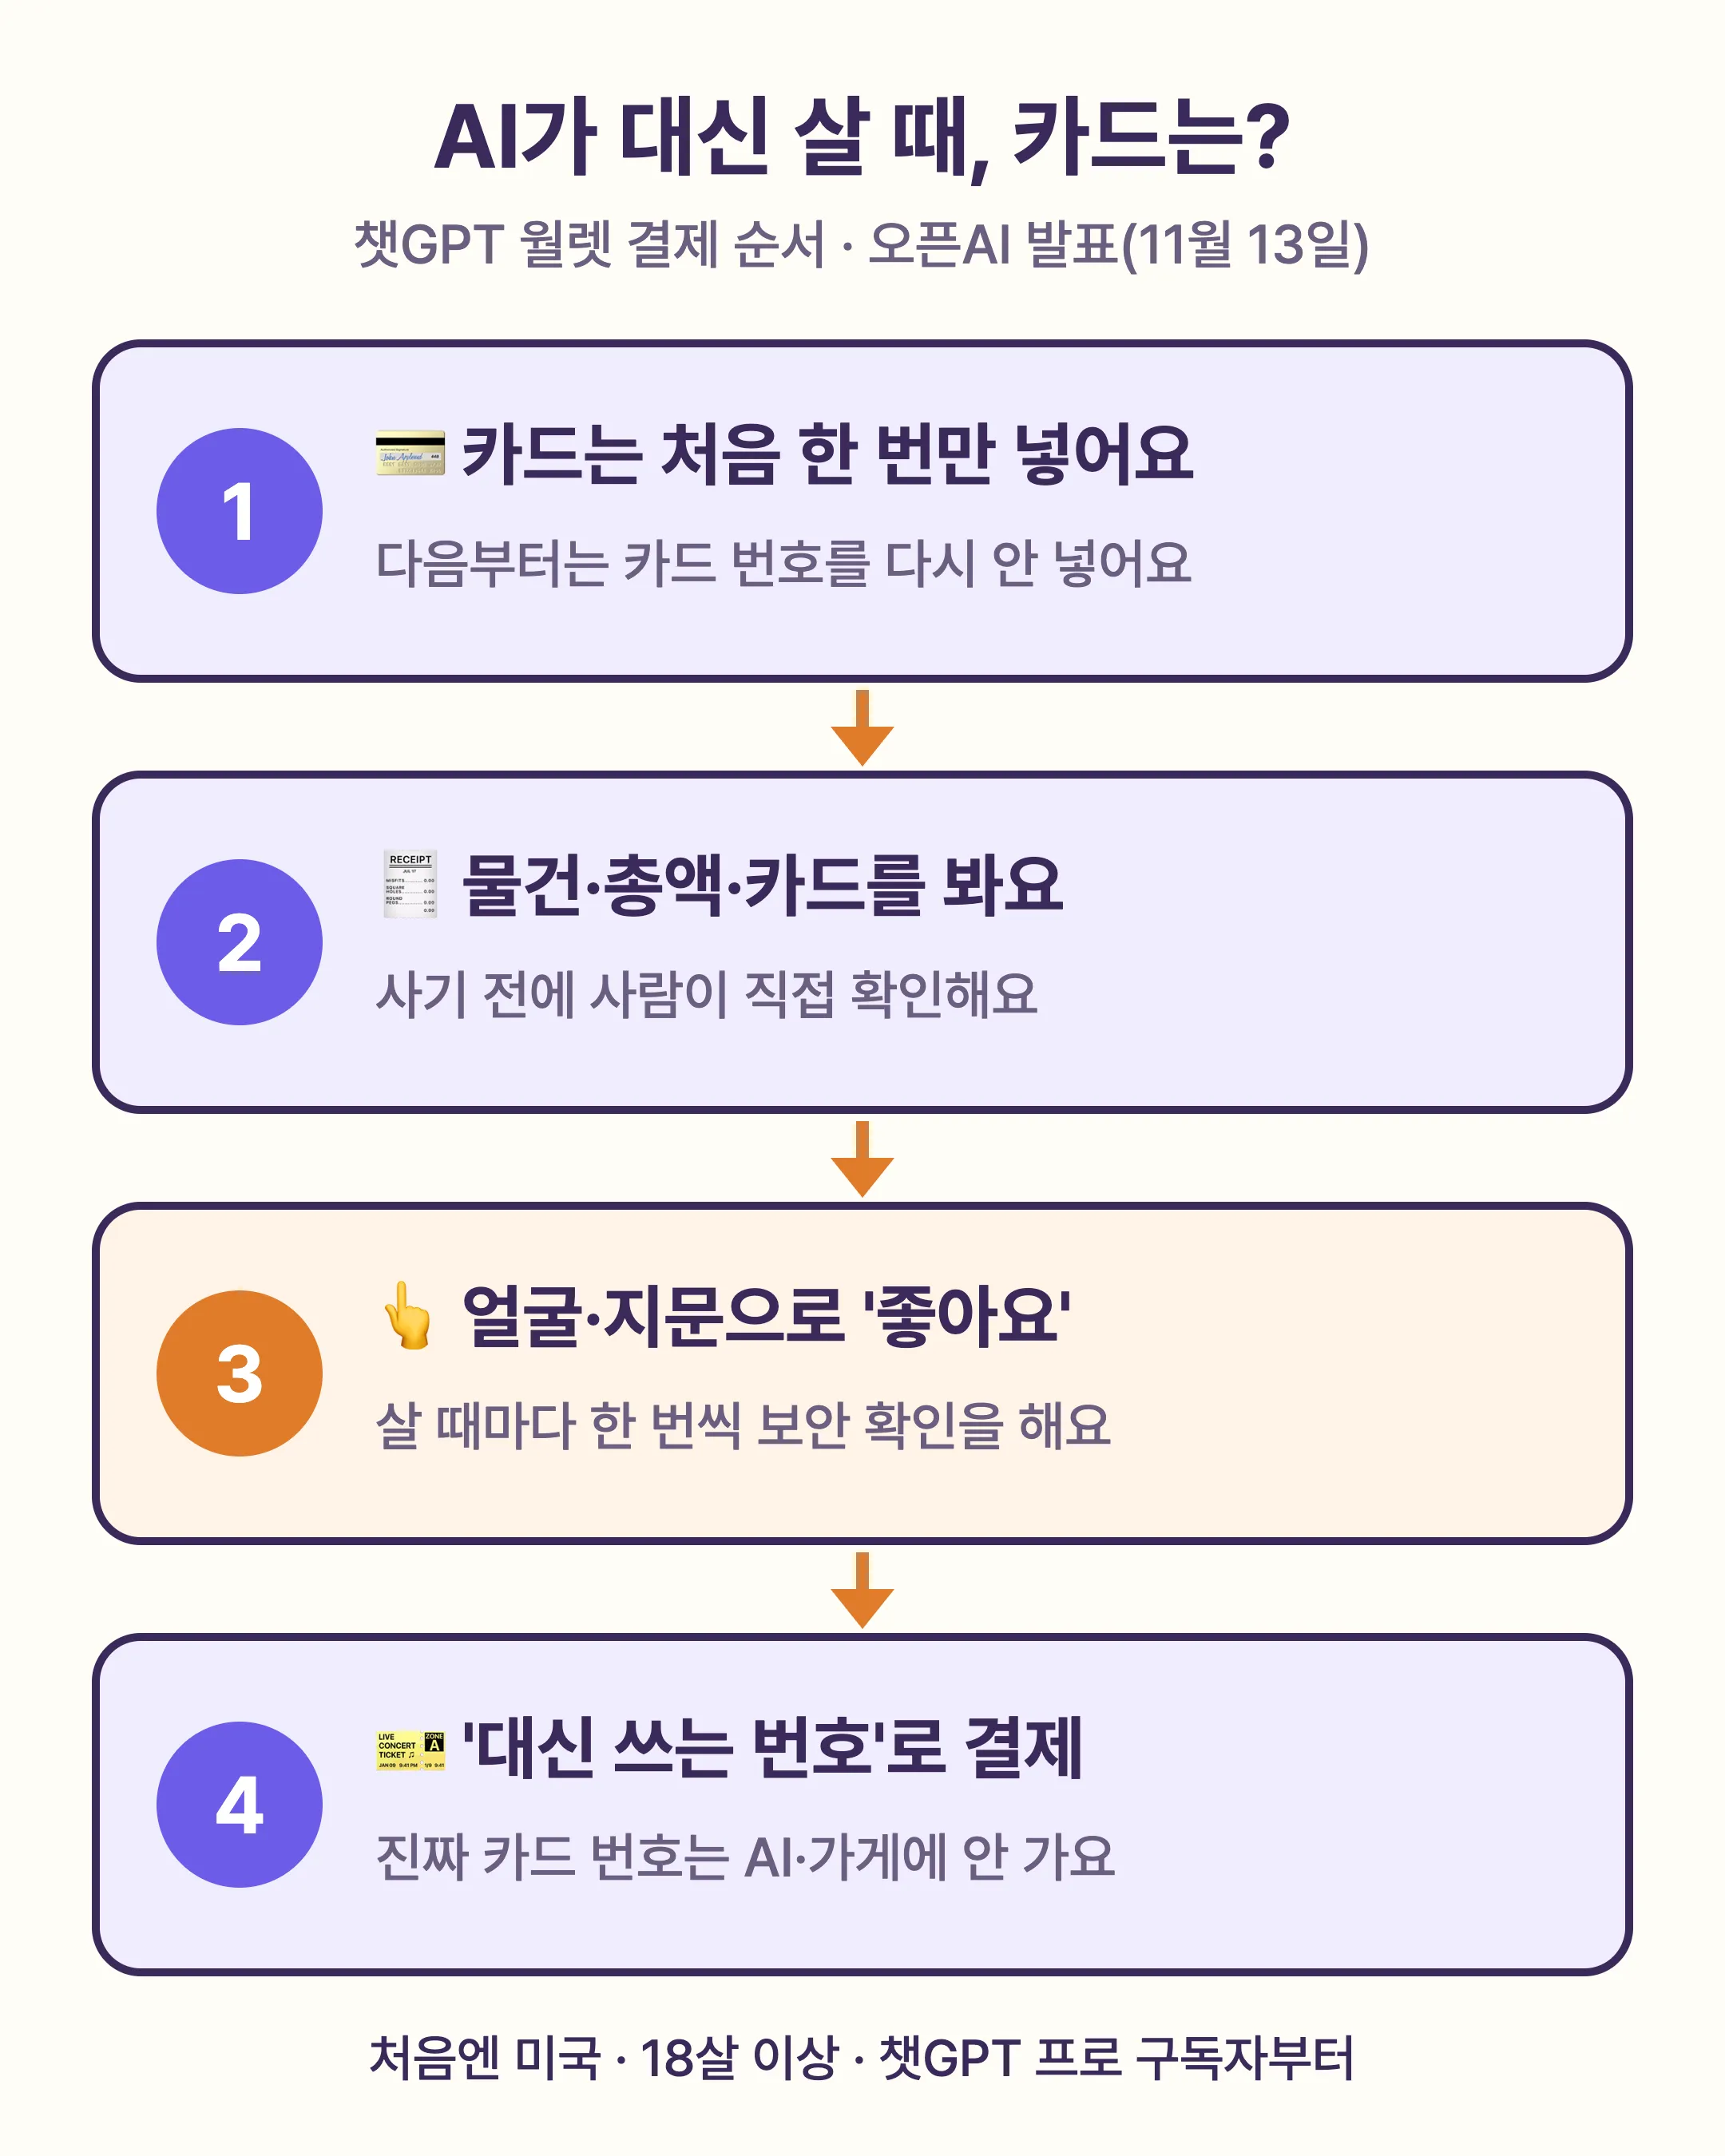 AI가 대신 살 때, 카드는?
챗GPT 월렛 결제 순서 · 오픈AI 발표(11월 13일)
1
카드는 처음 한 번만 넣어요
다음부터는 카드 번호를 다시 안 넣어요
2
RECEIPT
JUL 17
물건·총액·카드를 봐요
사기 전에 사람이 직접 확인해요
3
얼굴·지문으로 '좋아요'
살 때마다 한 번씩 보안 확인을 해요
4
LIVE
CONCERT
TICKET
ZONE
A
'대신 쓰는 번호'로 결제
진짜 카드 번호는 AI·가게에 안 가요
처음엔 미국 · 18살 이상 · 챗GPT 프로 구독자부터